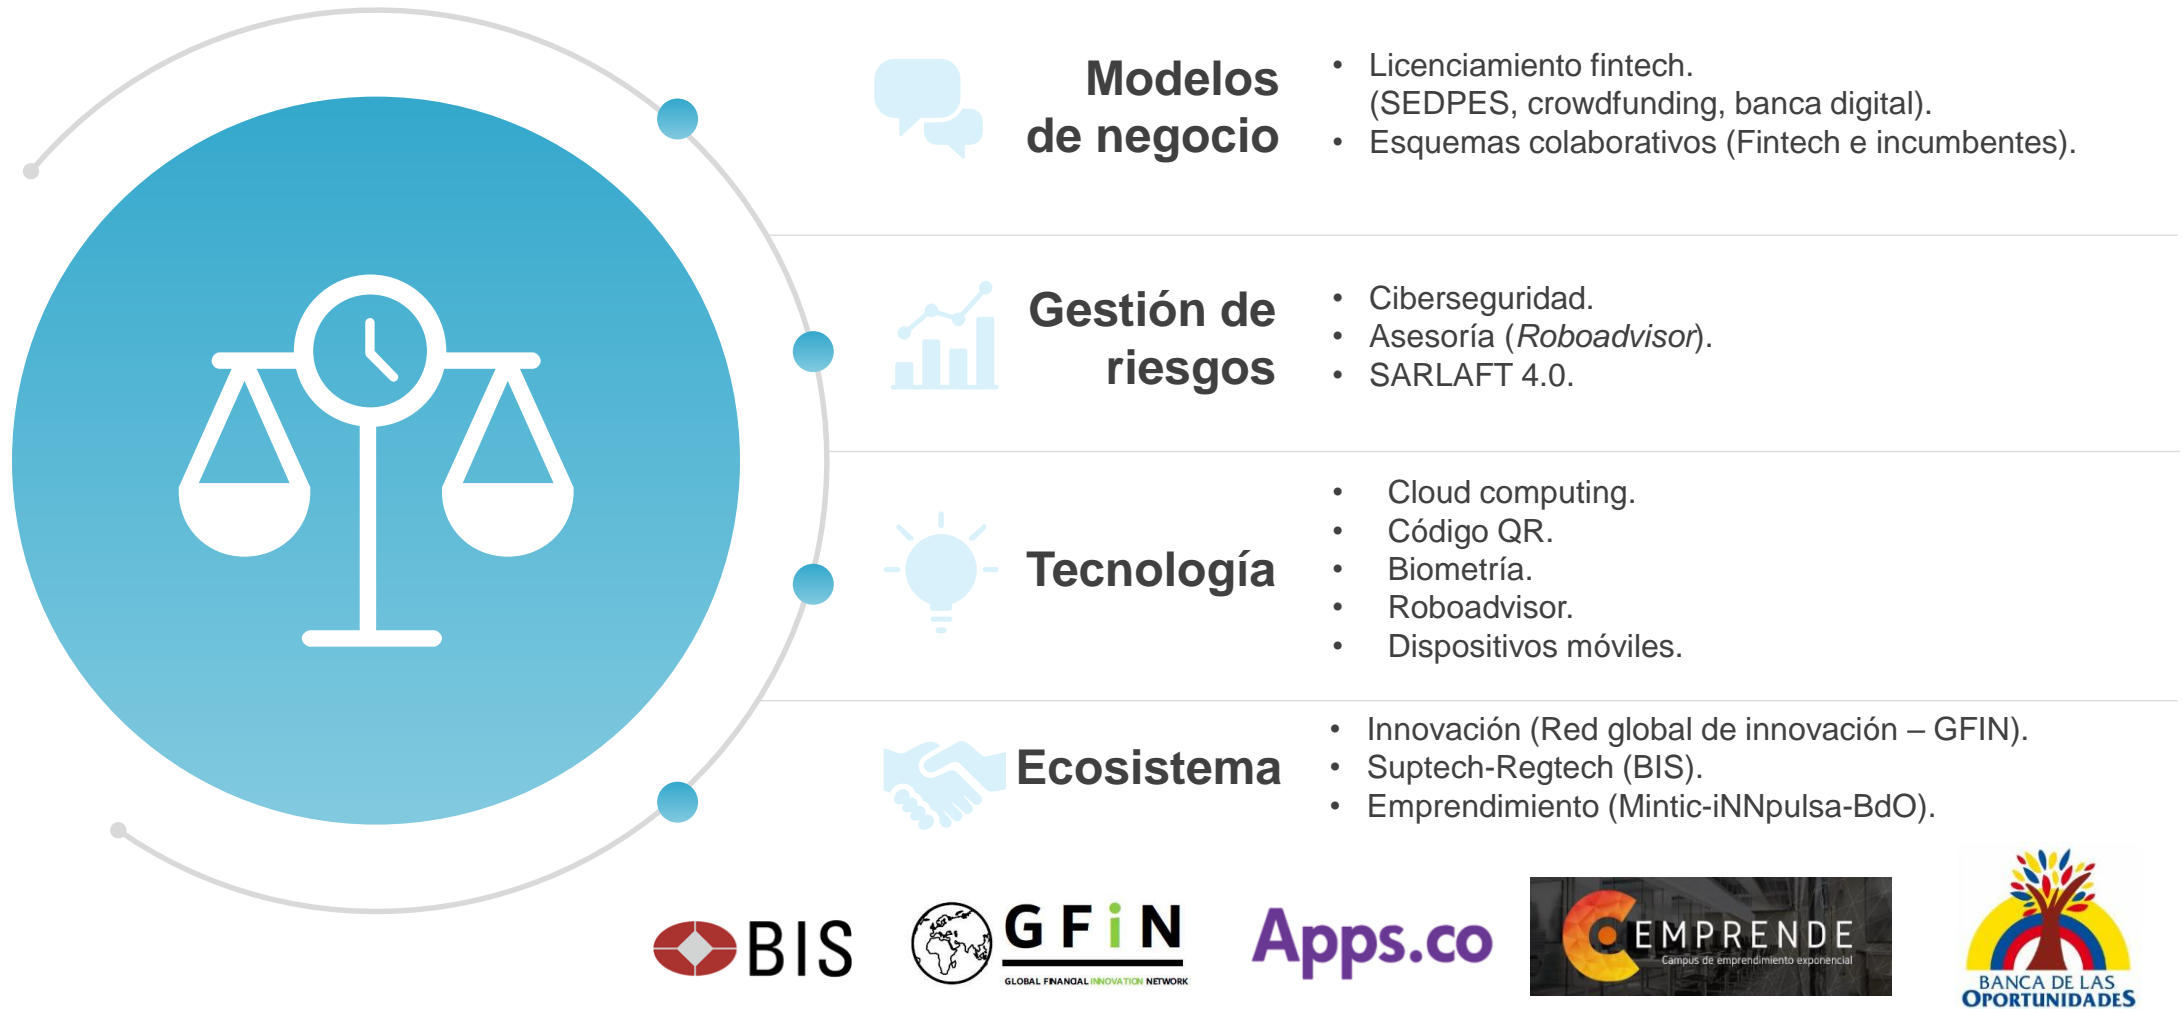 Modelos
de negocio
• Licenciamiento fintech.
(SEDPES, crowdfunding, banca digital).
• Esquemas colaborativos (Fintech e incumbentes).
Gestión de
riesgos
• Ciberseguridad.
• Asesoría (Roboadvisor).
• SARLAFT 4.0.
Tecnología
• Cloud computing.
• Código QR.
• Biometría.
• Roboadvisor.
• Dispositivos móviles.
Ecosistema
• Innovación (Red global de innovación – GFIN).
• Suptech-Regtech (BIS).
• Emprendimiento (Mintic-iNNpulsa-BdO).
BIS
GFiN
GLOBAL FINANCIAL INNOVATION NETWORK
Apps.co
C EMPRENDE
Campus de emprendimiento exponencial
BANCA DE LAS
OPORTUNIDADES